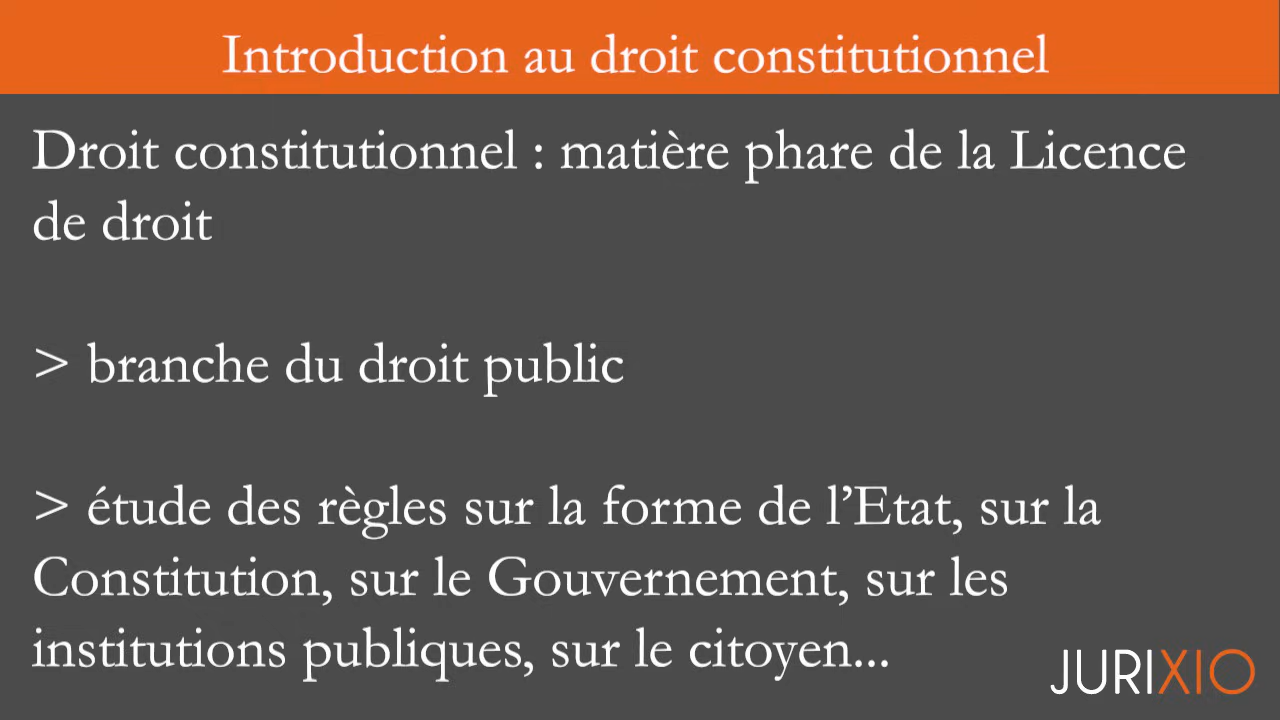 Introduction au droit constitutionnel
Droit constitutionnel : matière phare de la Licence
de droit
> branche du droit public
> étude des règles sur la forme de l’Etat, sur la
Constitution, sur le Gouvernement, sur les
institutions publiques, sur le citoyen...
JURIXIO